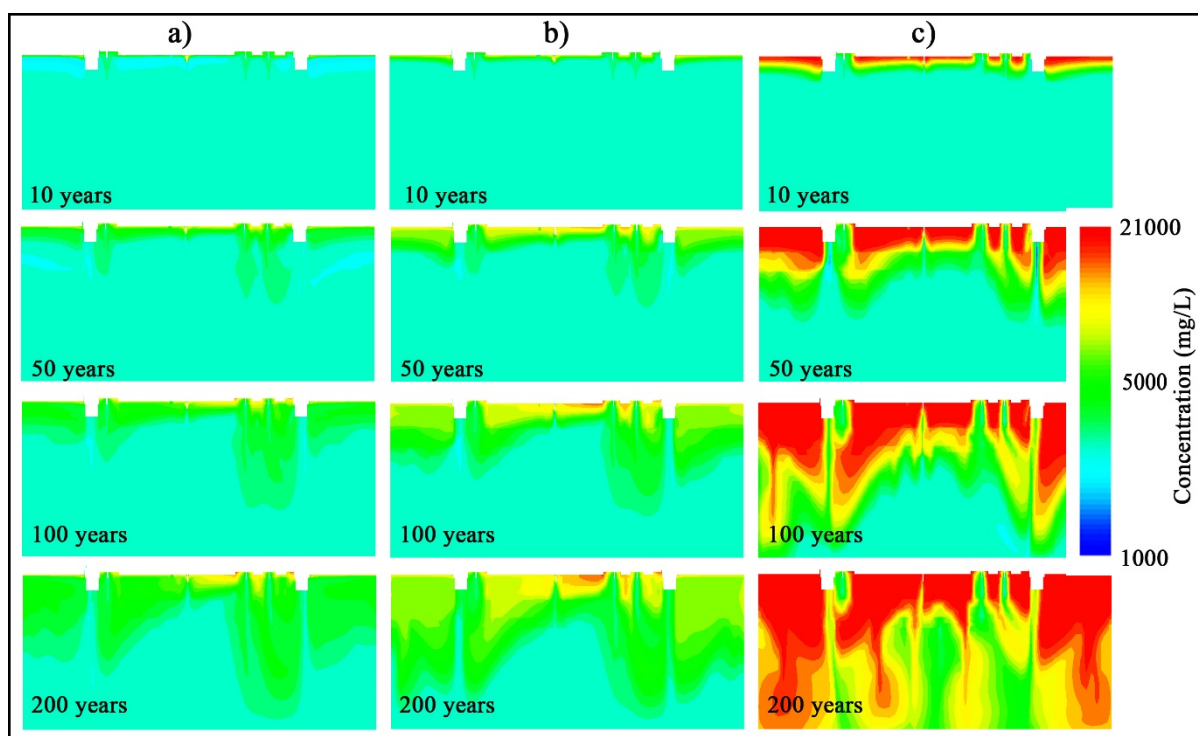 a) b) c)
10 years 10 years 10 years
21000
50 years 50 years 50 years
5000
Concentration (mg/L)
100 years 100 years 100 years
1000
200 years 200 years 200 years